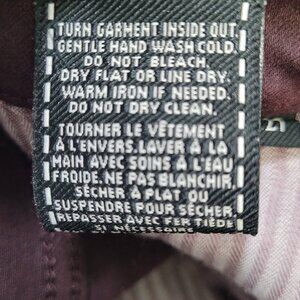 TURN GARMENT INSIDE OUT.
GENTLE HAND WASH COLD.
DO NOT BLEACH.
DRY FLAT OR LINE DRY.
WARM IRON IF NEEDED.
DO NOT DRY CLEAN.
TOURNER LE VÊTEMENT
À L'ENVERS. LAVER À LA
MAIN AVEC SOINS À L'EAU
FROIDE. NE PAS BLANCHIR.
SÉCHER À PLAT OU
SUSPENDRE POUR SÉCHER.
REPASSER AVEC FER TIÈDE
SI NÉCESSAIRE